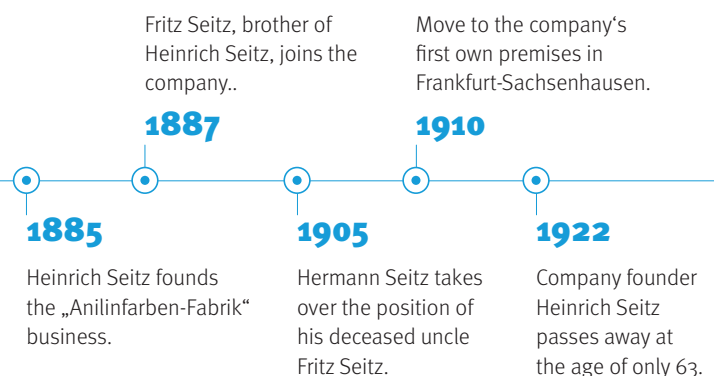 Fritz Seitz, brother of
Heinrich Seitz, joins the
company..
1887
Move to the company‘s
first own premises in
Frankfurt-Sachsenhausen.
1910
1885
Heinrich Seitz founds
the „Anilinfarben-Fabrik“
business.
1905
Hermann Seitz takes
over the position of
his deceased uncle
Fritz Seitz.
1922
Company founder
Heinrich Seitz
passes away at
the age of only 63.